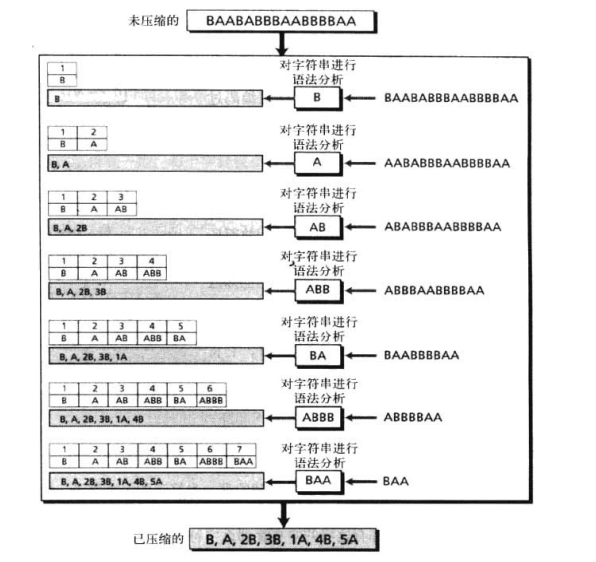 未压缩的 BAABABBBAABBBBAA
对字符串进行
语法分析
1
B
B
B
BAABABBBAABBBBAA
对字符串进行
语法分析
1 2
B A
B, A
A
AABABBBAABBBBAA
对字符串进行
语法分析
1 2 3
B A AB
B, A, 2B
AB
ABABBBAABBBBAA
对字符串进行
语法分析
1 2 3 4
B A AB ABB
B, A, 2B, 3B
ABB
ABBBAABBBBAA
对字符串进行
语法分析
1 2 3 4 5
B A AB ABB BA
B, A, 2B, 3B, 1A
BA
BAABBBBAA
对字符串进行
语法分析
1 2 3 4 5 6
B A AB ABB BA ABBB
B, A, 2B, 3B, 1A, 4B
ABBB
ABBBBAA
对字符串进行
语法分析
1 2 3 4 5 6 7
B A AB ABB BA ABBB BAA
B, A, 2B, 3B, 1A, 4B, 5A
BAA
BAA
已压缩的 B, A, 2B, 3B, 1A, 4B, 5A